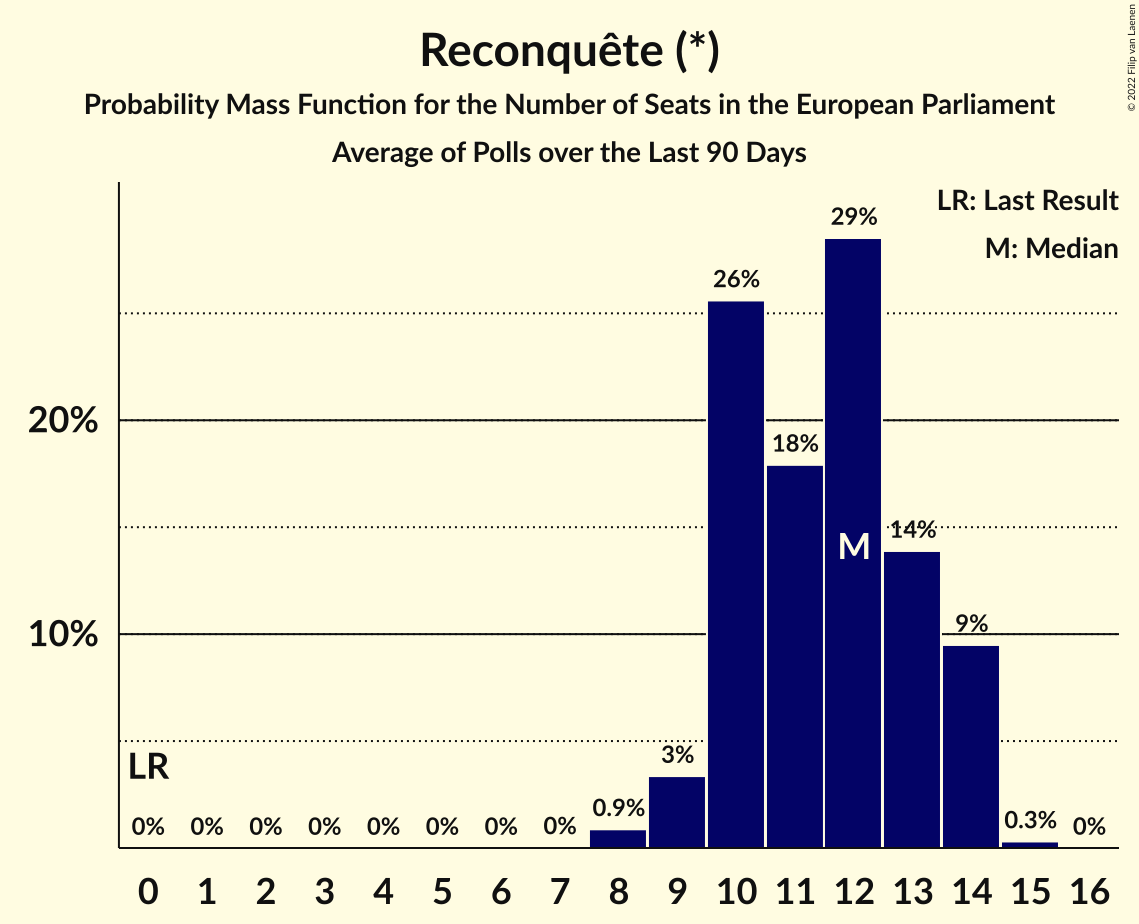 Reconquête (*)
Probability Mass Function for the Number of Seats in the European Parliament
Average of Polls over the Last 90 Days
© 2022 Filip van Laenen
LR: Last Result
M: Median
29%
26%
20%
18%
14%
M
10%
9%
LR
3%
0% 0% 0% 0% 0% 0% 0% 0% 0.9% 0.3% 0%
0 1 2 3 4 5 6 7 8 9 10 11 12 13 14 15 16